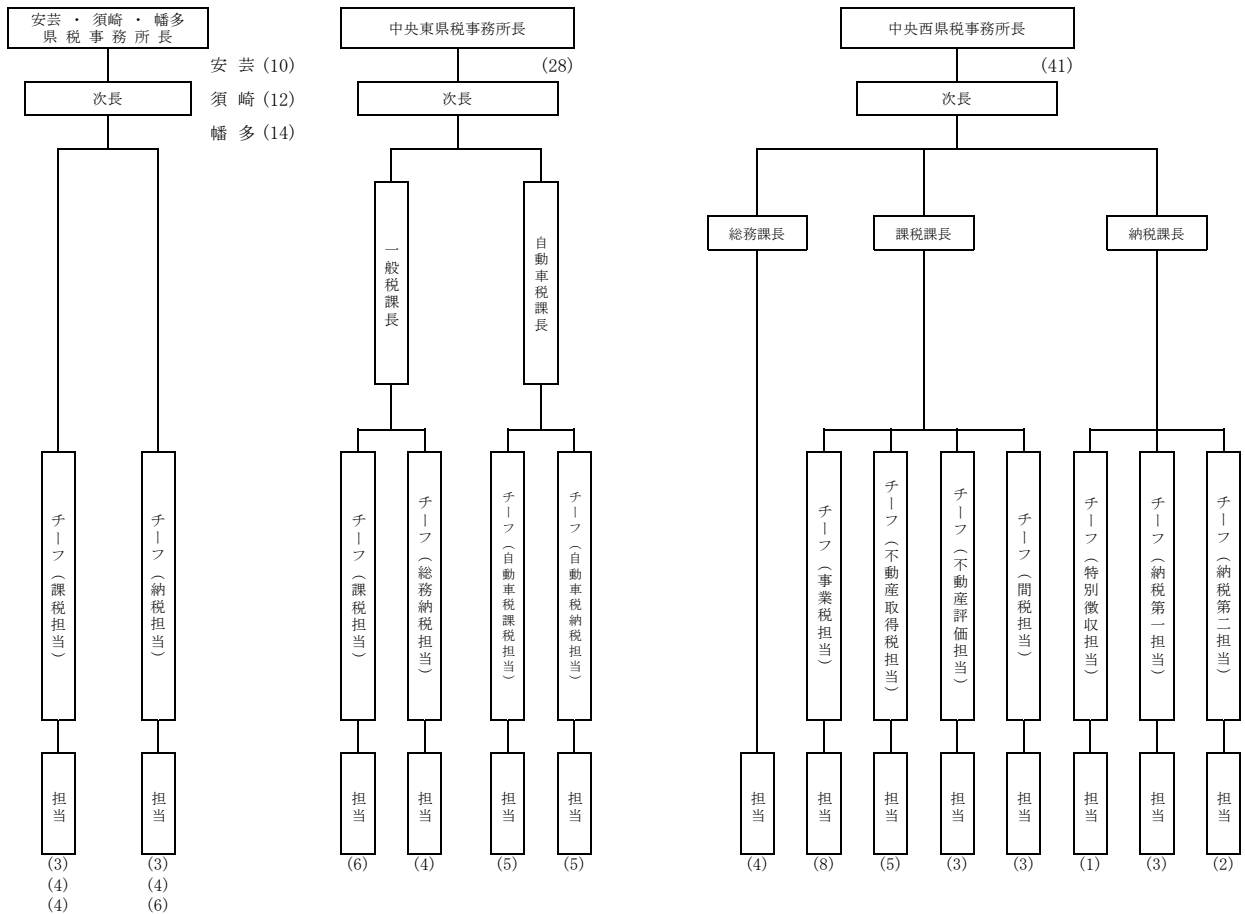 安芸 ・ 須崎 ・ 幡多
県 税 事 務 所 長
安 芸 (10)
次長
須 崎 (12)
幡 多 (14)
チーフ（課税担当）
チーフ（納税担当）
担当
担当
(3)
(4)
(4)
(3)
(4)
(6)
中央東県税事務所長
(28)
次長
一般税課長
自動車税課長
チーフ（課税担当）
チーフ（総務納税担当）
チーフ（自動車税課税担当）
チーフ（自動車税納税担当）
担当
担当
担当
担当
(6)
(4)
(5)
(5)
中央西県税事務所長
(41)
次長
総務課長
課税課長
納税課長
チーフ（事業税担当）
チーフ（不動産取得税担当）
チーフ（不動産評価担当）
チーフ（間税担当）
チーフ（特別徴収担当）
チーフ（納税第一担当）
チーフ（納税第二担当）
担当
担当
担当
担当
担当
担当
担当
担当
(4)
(8)
(5)
(3)
(3)
(1)
(3)
(2)